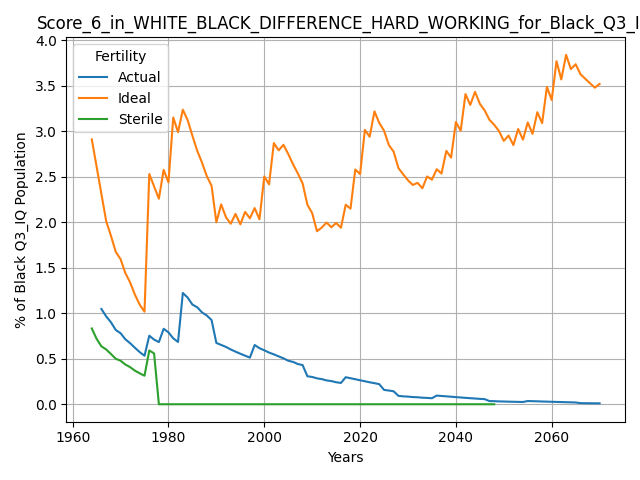 Score_6_in_WHITE_BLACK_DIFFERENCE_HARD_WORKING_for_Black_Q3_I
Fertility
Actual
Ideal
Sterile
% of Black Q3_IQ Population
4.0
3.5
3.0
2.5
2.0
1.5
1.0
0.5
0.0
1960 1980 2000 2020 2040 2060
Years